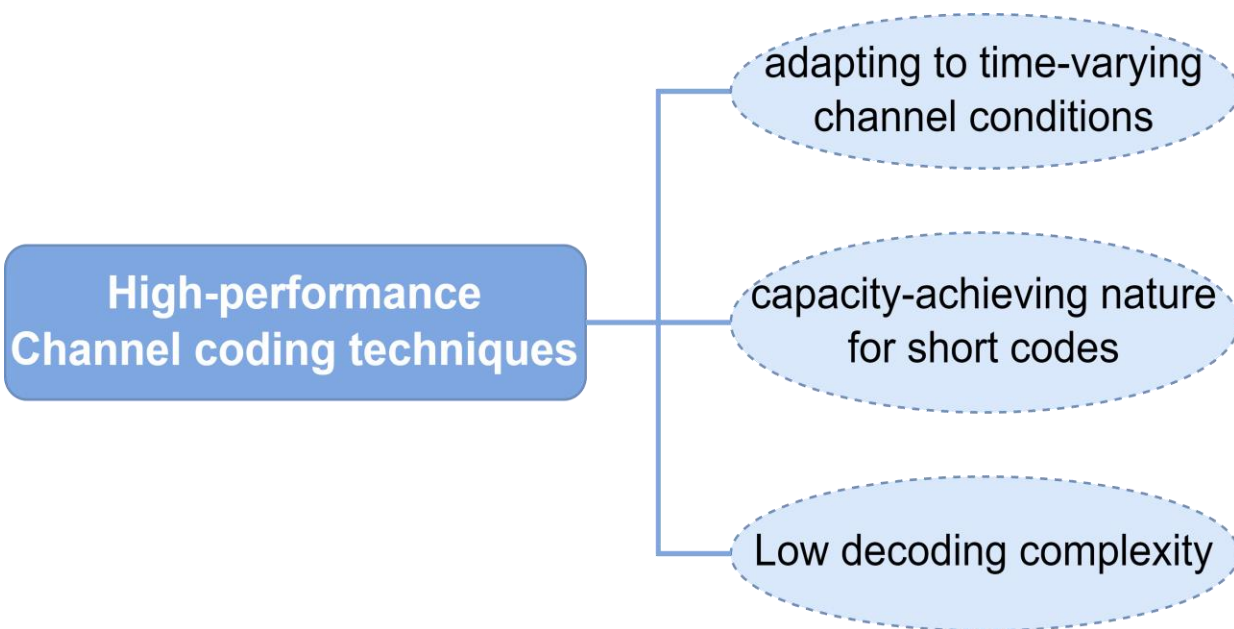 adapting to time-varying
channel conditions
High-performance
Channel coding techniques
capacity-achieving nature
for short codes
Low decoding complexity